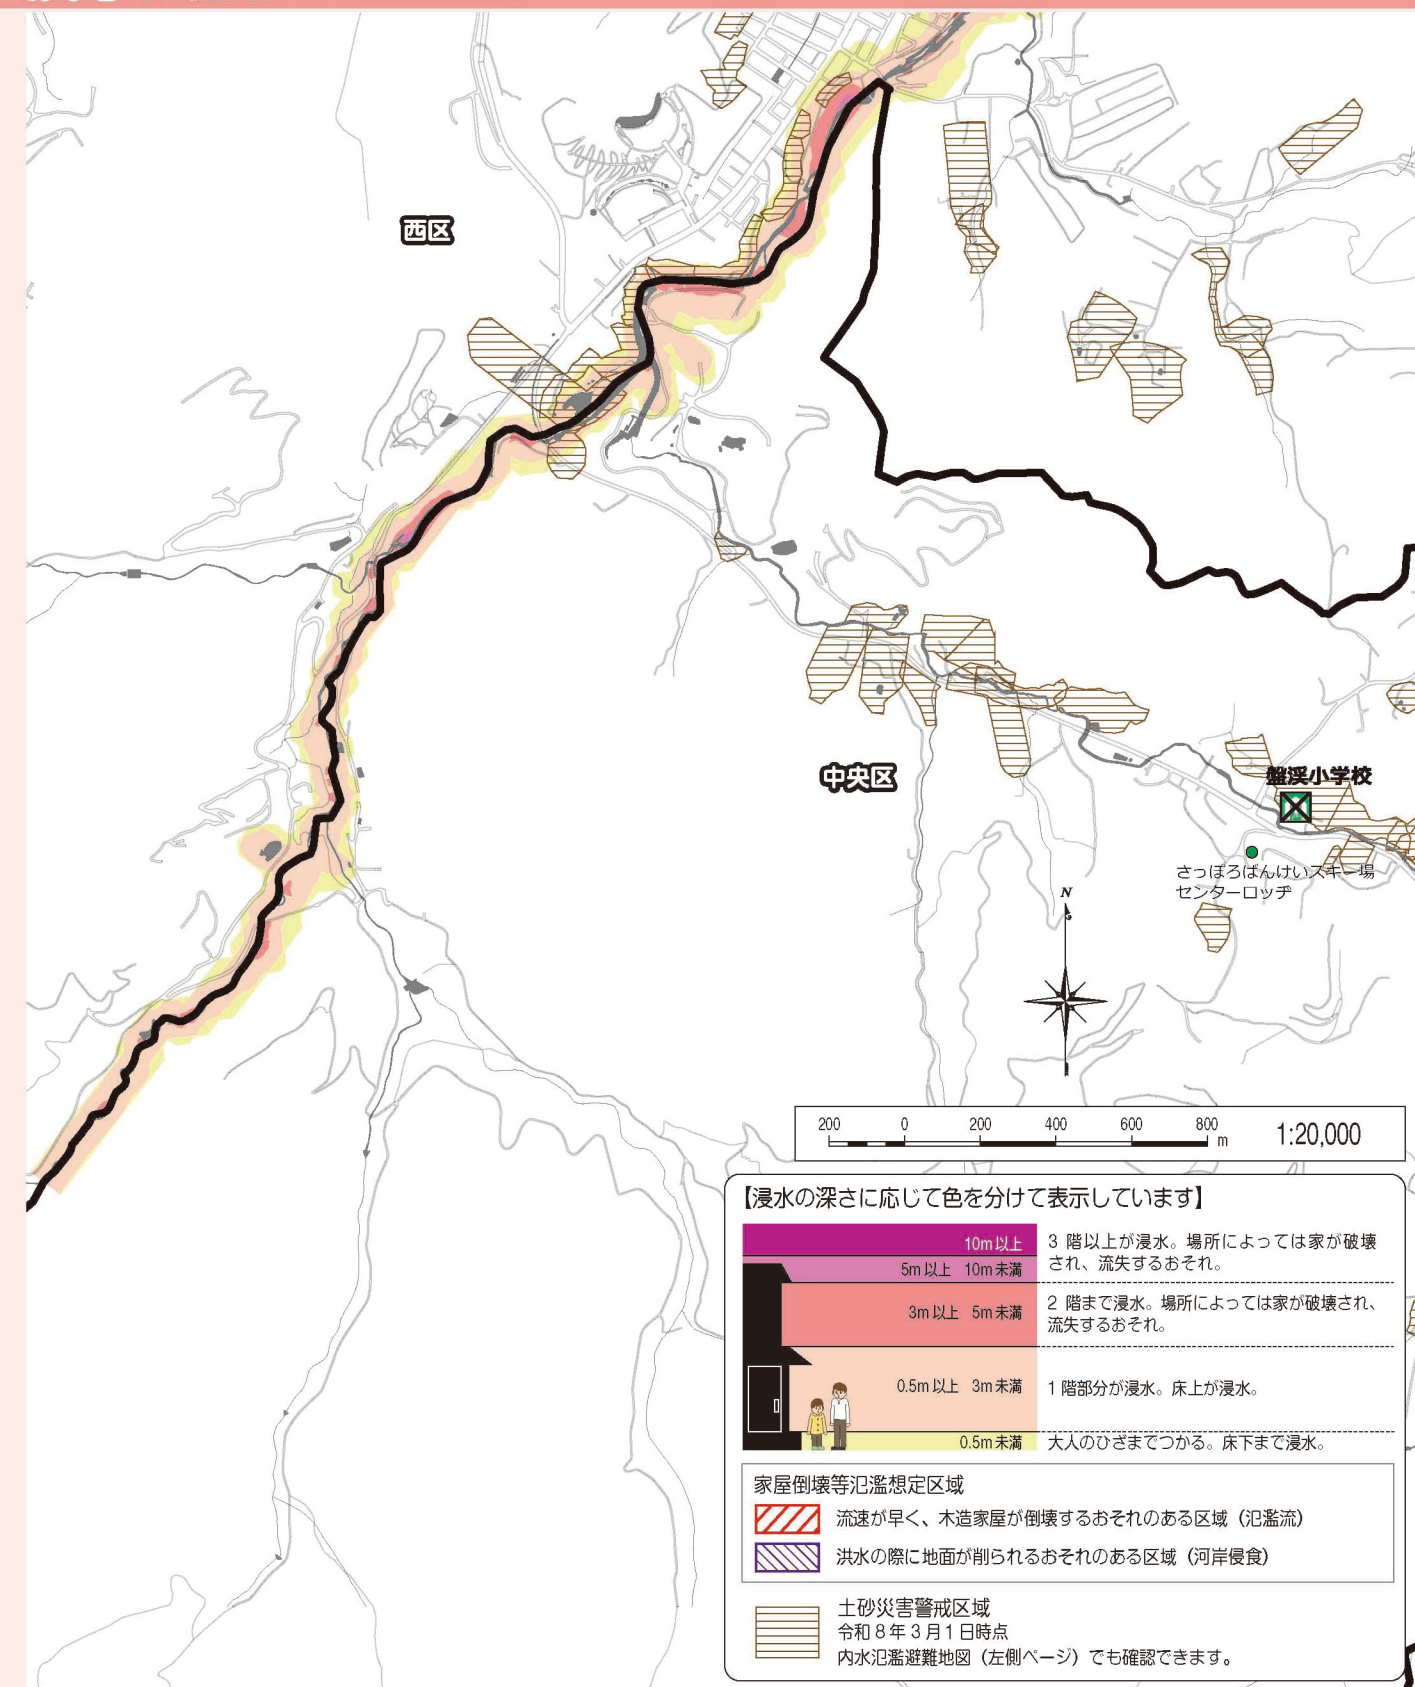 西区
中央区
盤渓小学校
さっぽろばんけいスキー場
センターロッヂ
N
200 0 200 400 600 800 m 1:20,000
【浸水の深さに応じて色を分けて表示しています】
10m以上
3 階以上が浸水。場所によっては家が破壊
され、流失するおそれ。
5m以上 10m未満
3m以上 5m未満
2 階まで浸水。場所によっては家が破壊され、
流失するおそれ。
0.5m以上 3m未満
1階部分が浸水。床上が浸水。
0.5m未満
大人のひざまでつかる。床下まで浸水。
家屋倒壊等氾濫想定区域
流速が早く、木造家屋が倒壊するおそれのある区域（氾濫流）
洪水の際に地面が削られるおそれのある区域（河岸侵食）
土砂災害警戒区域
令和8年3月1日時点
内水氾濫避難地図（左側ページ）でも確認できます。